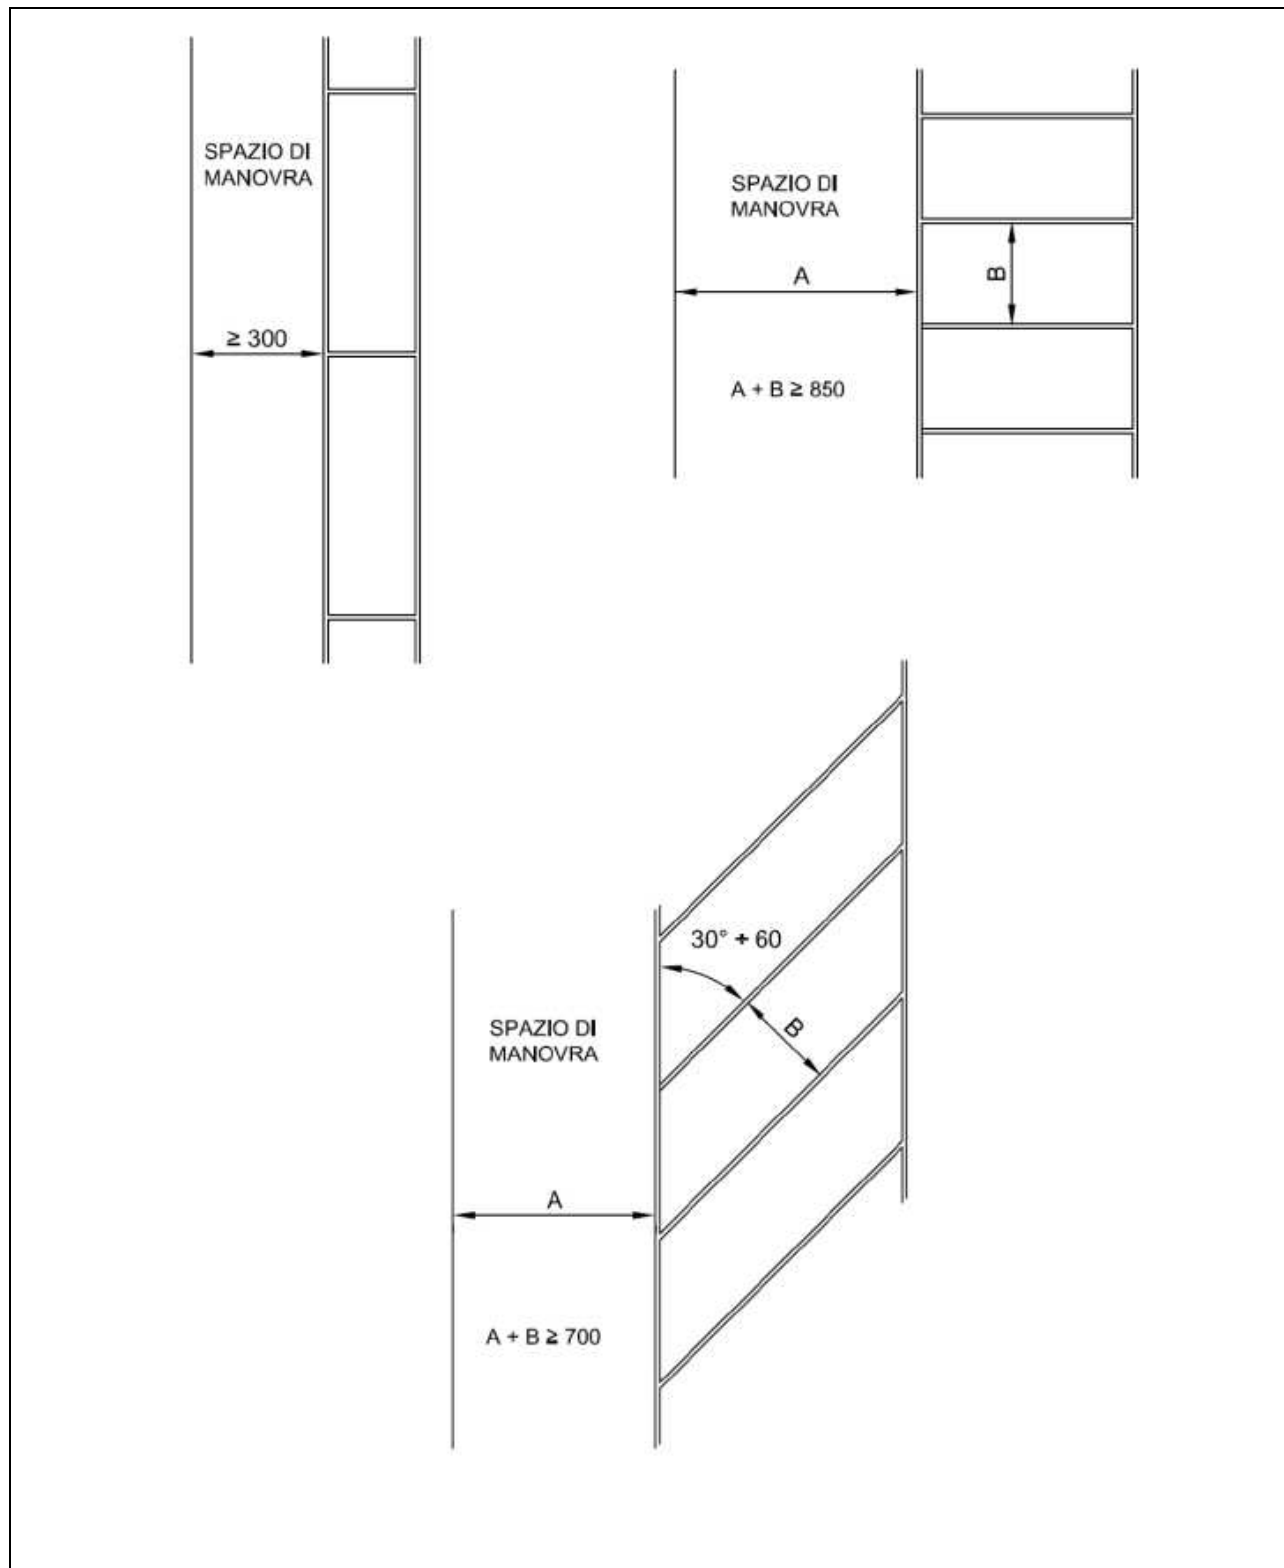 SPAZIO DI
MANOVRA
≥ 300
SPAZIO DI
MANOVRA
A
B
A + B ≥ 850
30° ÷ 60
B
SPAZIO DI
MANOVRA
A
A + B ≥ 700